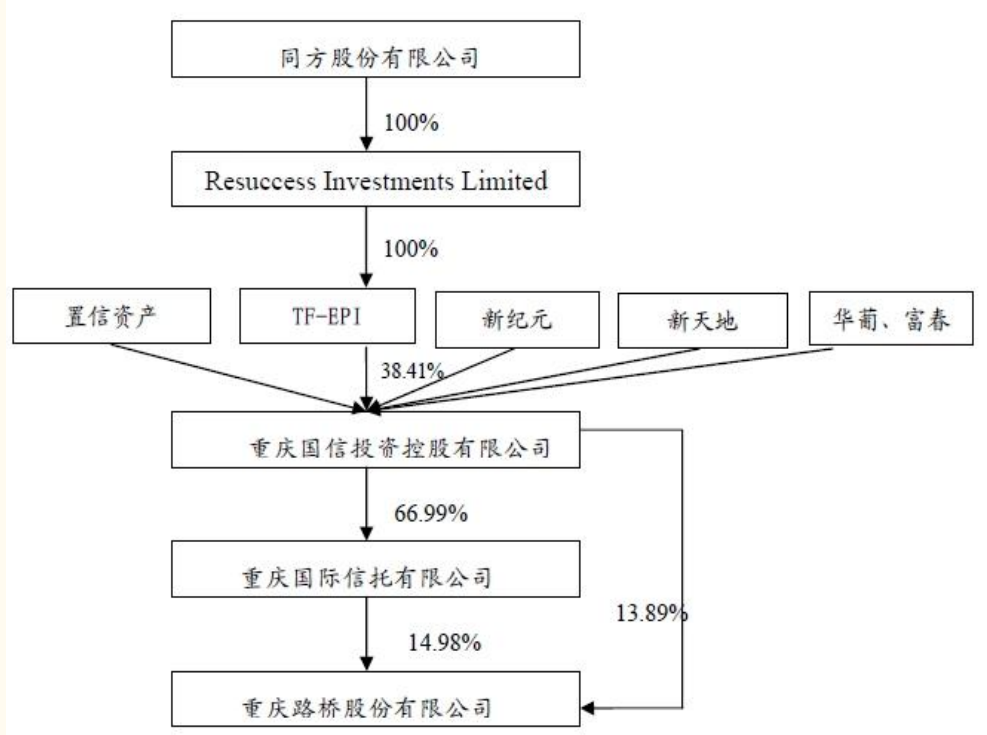 同方股份有限公司
100%
Resuccess Investments Limited
100%
置信资产
TF-EPI
新纪元
新天地
华葡、富春
38.41%
重庆国信投资控股有限公司
66.99%
重庆国际信托有限公司
13.89%
14.98%
重庆路桥股份有限公司